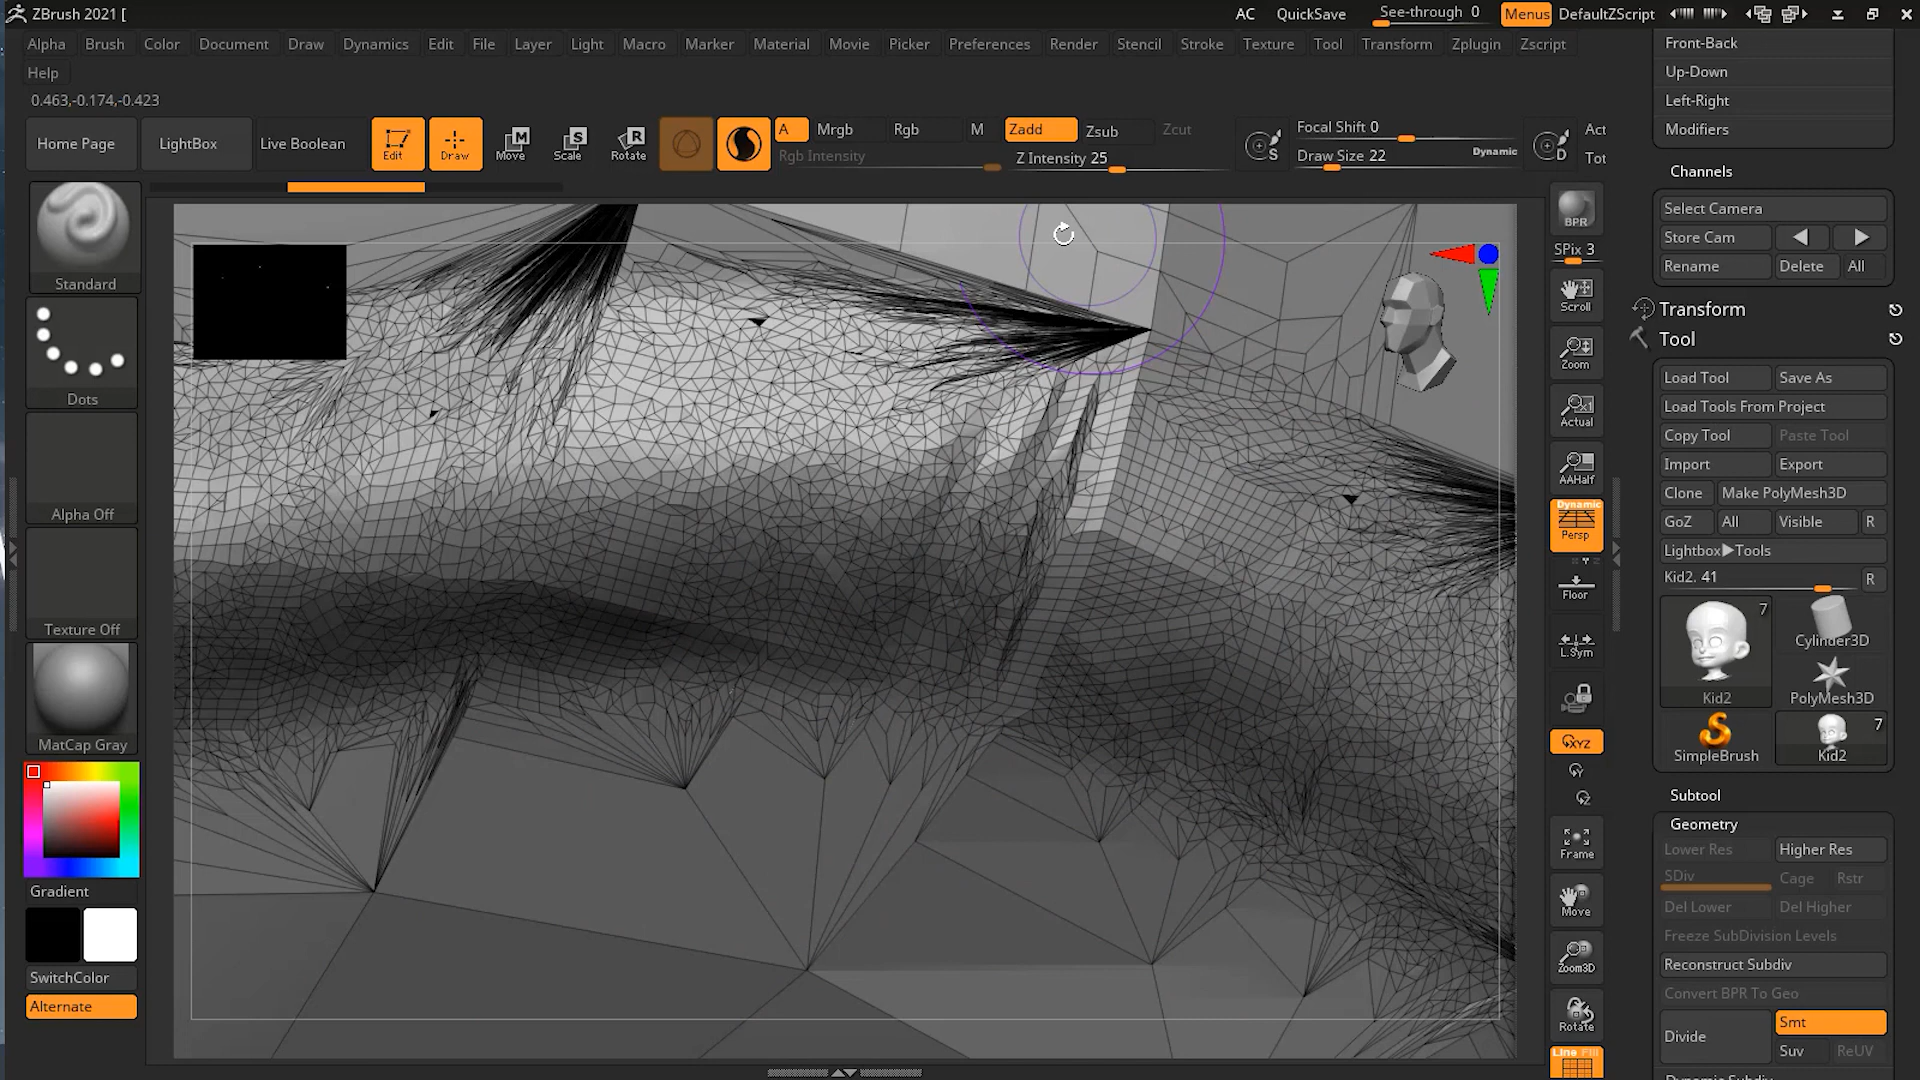 ZBrush 2021 [
AC QuickSave See-through 0 Menus DefaultZScript
Alpha Brush Color Document Draw Dynamics Edit File Layer Light Macro Marker Material Movie Picker Preferences Render Stencil Stroke Texture Tool Transform Zplugin Zscript
Help
0.463,-0.174,-0.423
Home Page LightBox Live Boolean Edit Draw Move Scale Rotate
M S R
A Mrgb Rgb M Zadd Zsub Zcut
Rgb Intensity Z Intensity 25
S Focal Shift 0
Draw Size 22 Dynamic
D Act
Tot
Standard
Dots
Alpha Off
Texture Off
MatCap Gray
Gradient
SwitchColor
Alternate
BPR
SPix 3
Scroll
Zoom
Actual
AAHalf
Dynamic
Persp
Floor
L.Sym
XYZ
Y
Z
Frame
Move
Zoom3D
Rotate
Line Fill
Front-Back
Up-Down
Left-Right
Modifiers
Channels
Select Camera
Store Cam
Rename Delete All
Transform
Tool
Load Tool Save As
Load Tools From Project
Copy Tool Paste Tool
Import Export
Clone Make PolyMesh3D
GoZ All Visible R
Lightbox▶Tools
Kid2. 41 R
7
Kid2 Cylinder3D
PolyMesh3D
SimpleBrush 7
Kid2
Subtool
Geometry
Lower Res Higher Res
SDiv Cage Rstr
Del Lower Del Higher
Freeze SubDivision Levels
Reconstruct Subdiv
Convert BPR To Geo
Divide Smt
Suv ReUV
Dynamic Subdiv